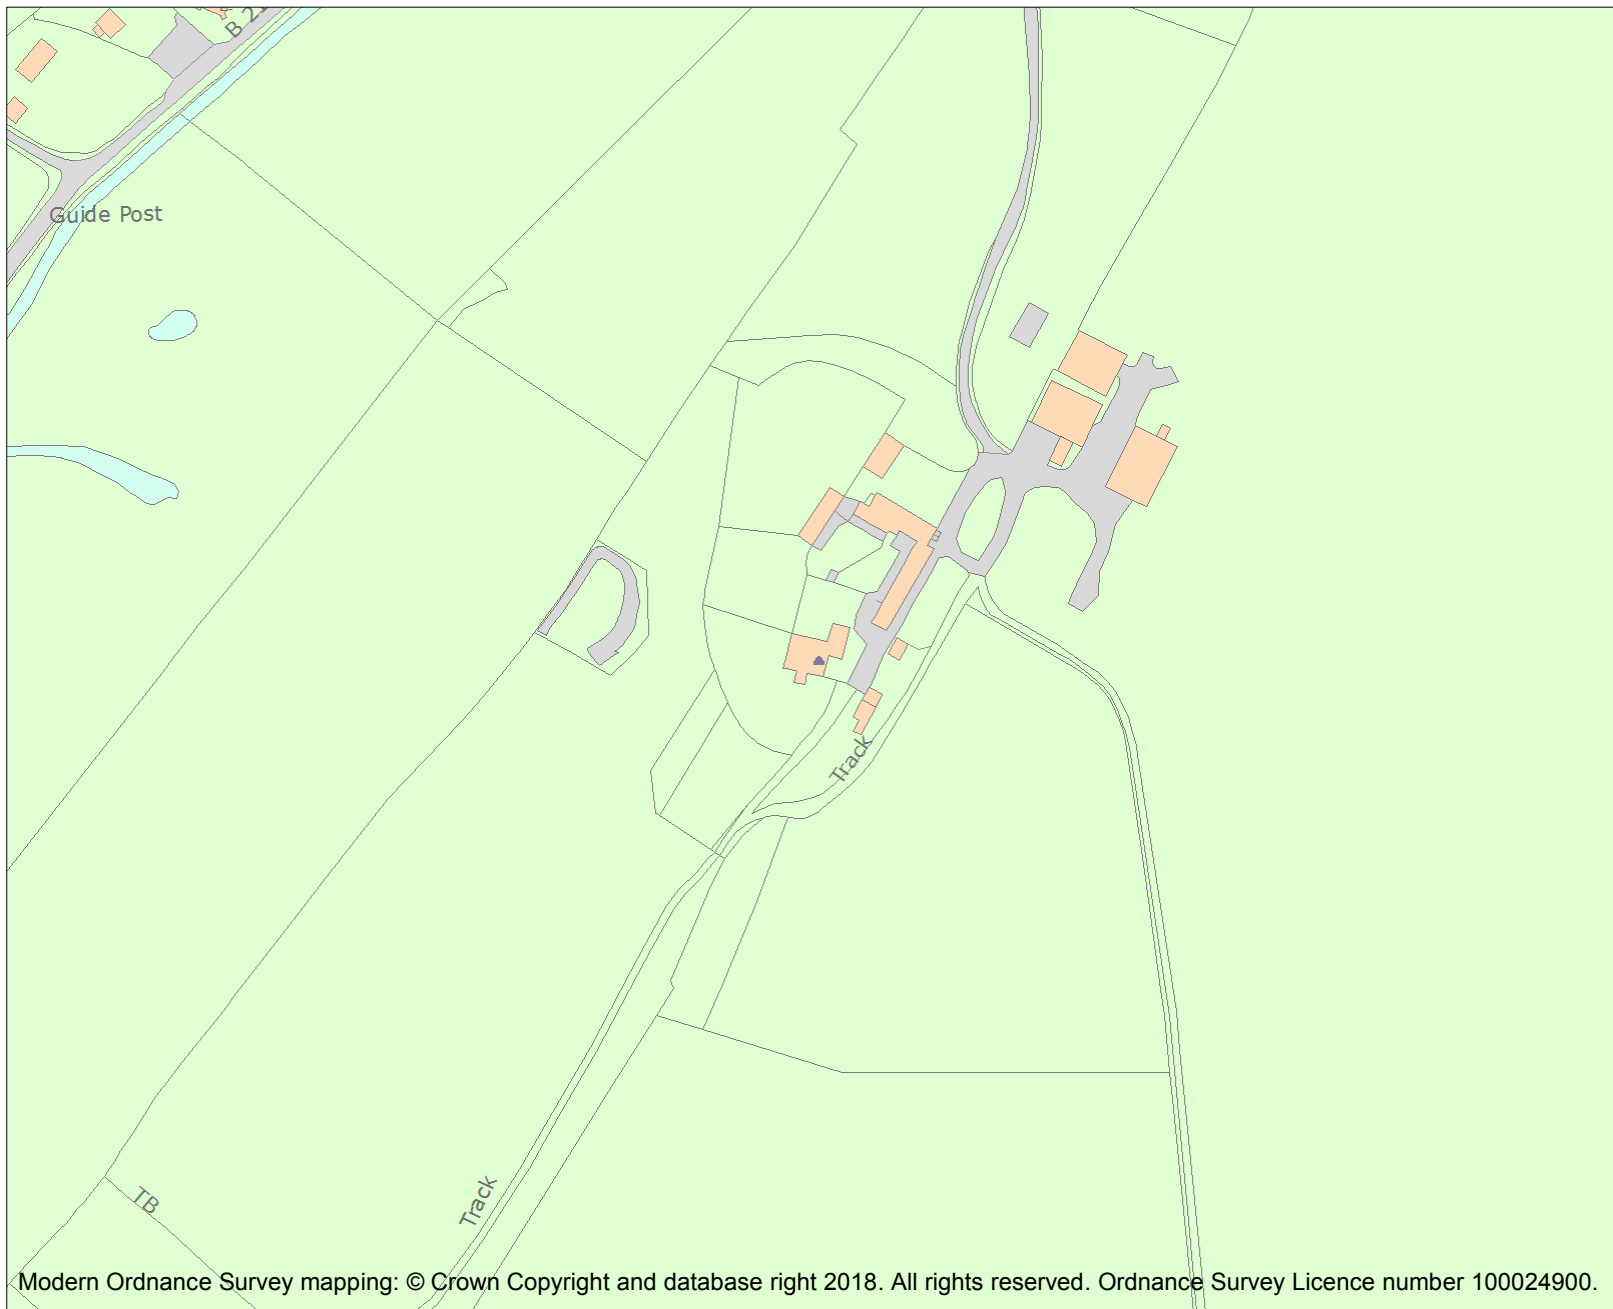 B 2
Guide Post
Track
Track
TB
Modern Ordnance Survey mapping: © Crown Copyright and database right 2018. All rights reserved. Ordnance Survey Licence number 100024900.